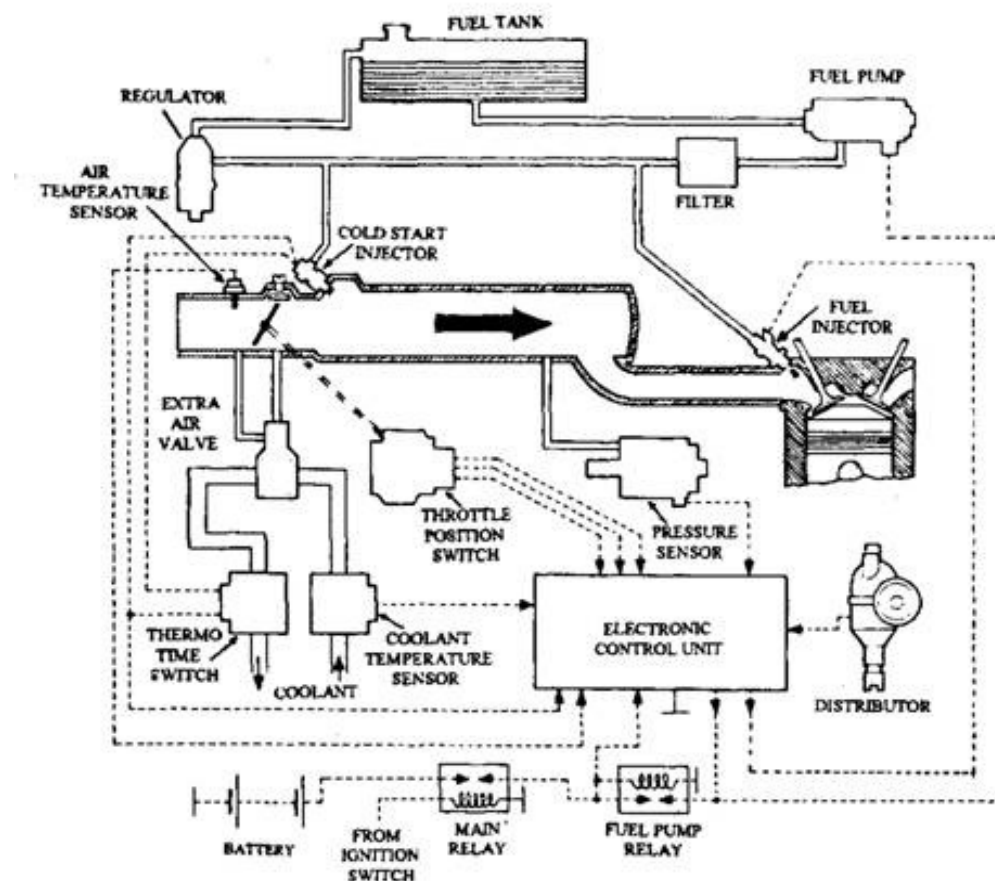 FUEL TANK
FUEL PUMP
REGULATOR
AIR
TEMPERATURE
SENSOR
FILTER
COLD START
INJECTOR
FUEL
INJECTOR
EXTRA
AIR
VALVE
THROTTLE
POSITION
SWITCH
PRESSURE
SENSOR
ELECTRONIC
CONTROL UNIT
THERMO
TIME
SWITCH
COOLANT
COOLANT
TEMPERATURE
SENSOR
DISTRIBUTOR
BATTERY
FROM
IGNITION
SWITCH
MAIN
RELAY
FUEL PUMP
RELAY